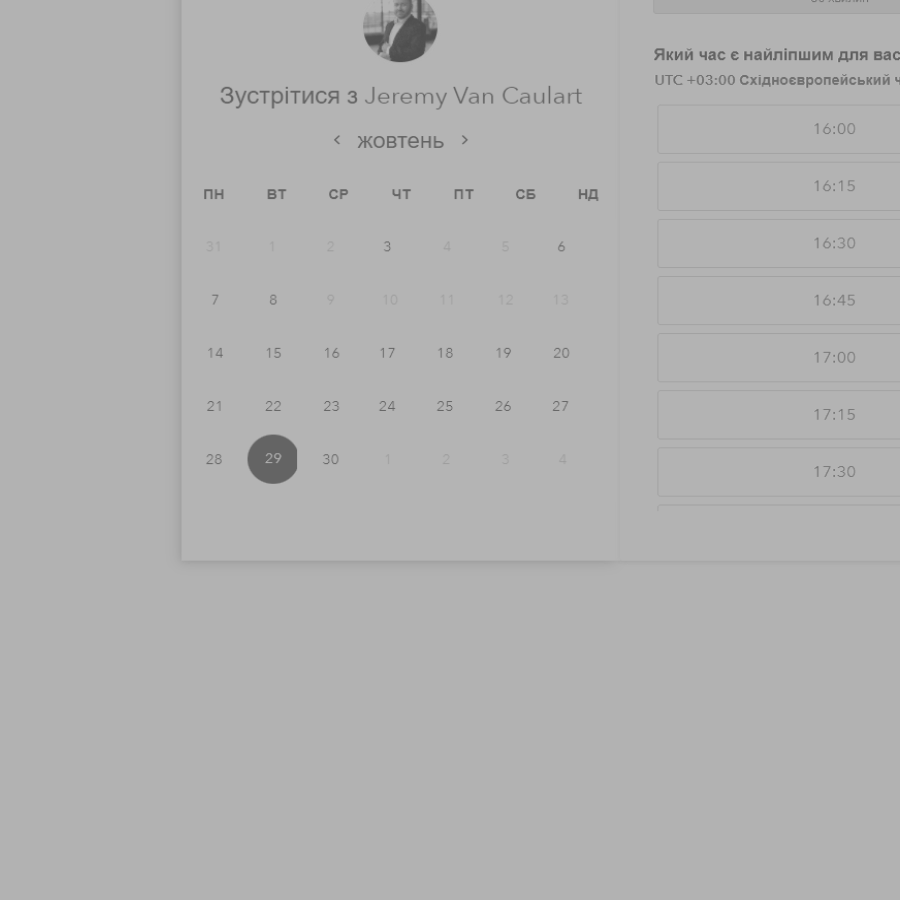 Зустрітися з Jeremy Van Caulart
жовтень
ПН ВТ СР ЧТ ПТ СБ НД
31 1 2 3 4 5 6
7 8 9 10 11 12 13
14 15 16 17 18 19 20
21 22 23 24 25 26 27
28 29 30 1 2 3 4
Який час є найліпшим для вас
UTC +03:00 Східноєвропейський
16:00
16:15
16:30
16:45
17:00
17:15
17:30